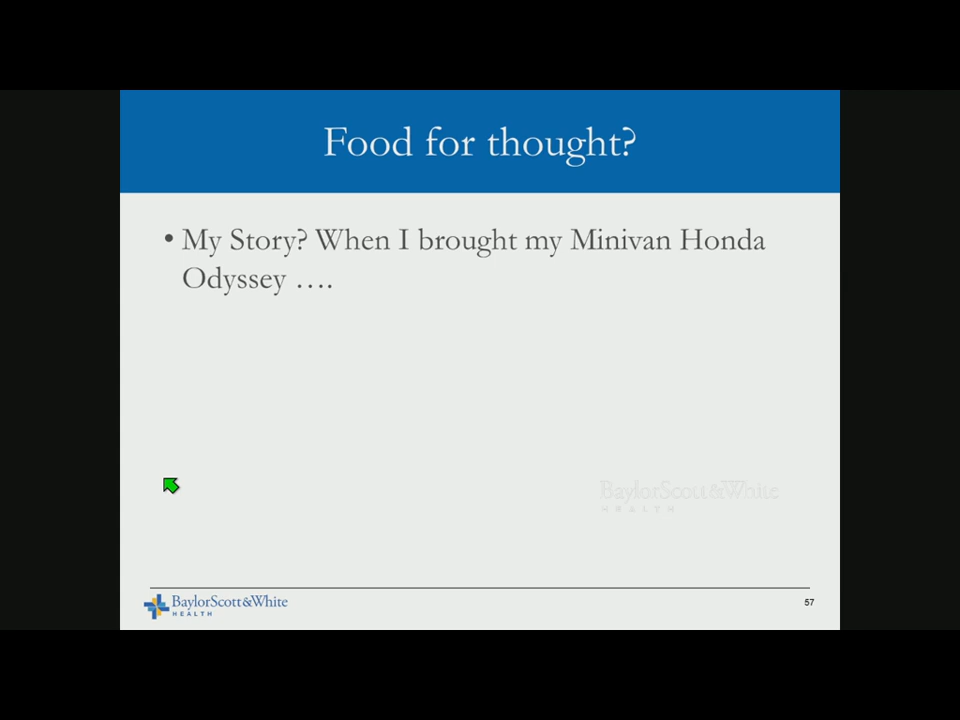 Food for thought?
• My Story? When I brought my Minivan Honda
Odyssey ….
BaylorScott&White
HEALTH
BaylorScott&White
HEALTH
57